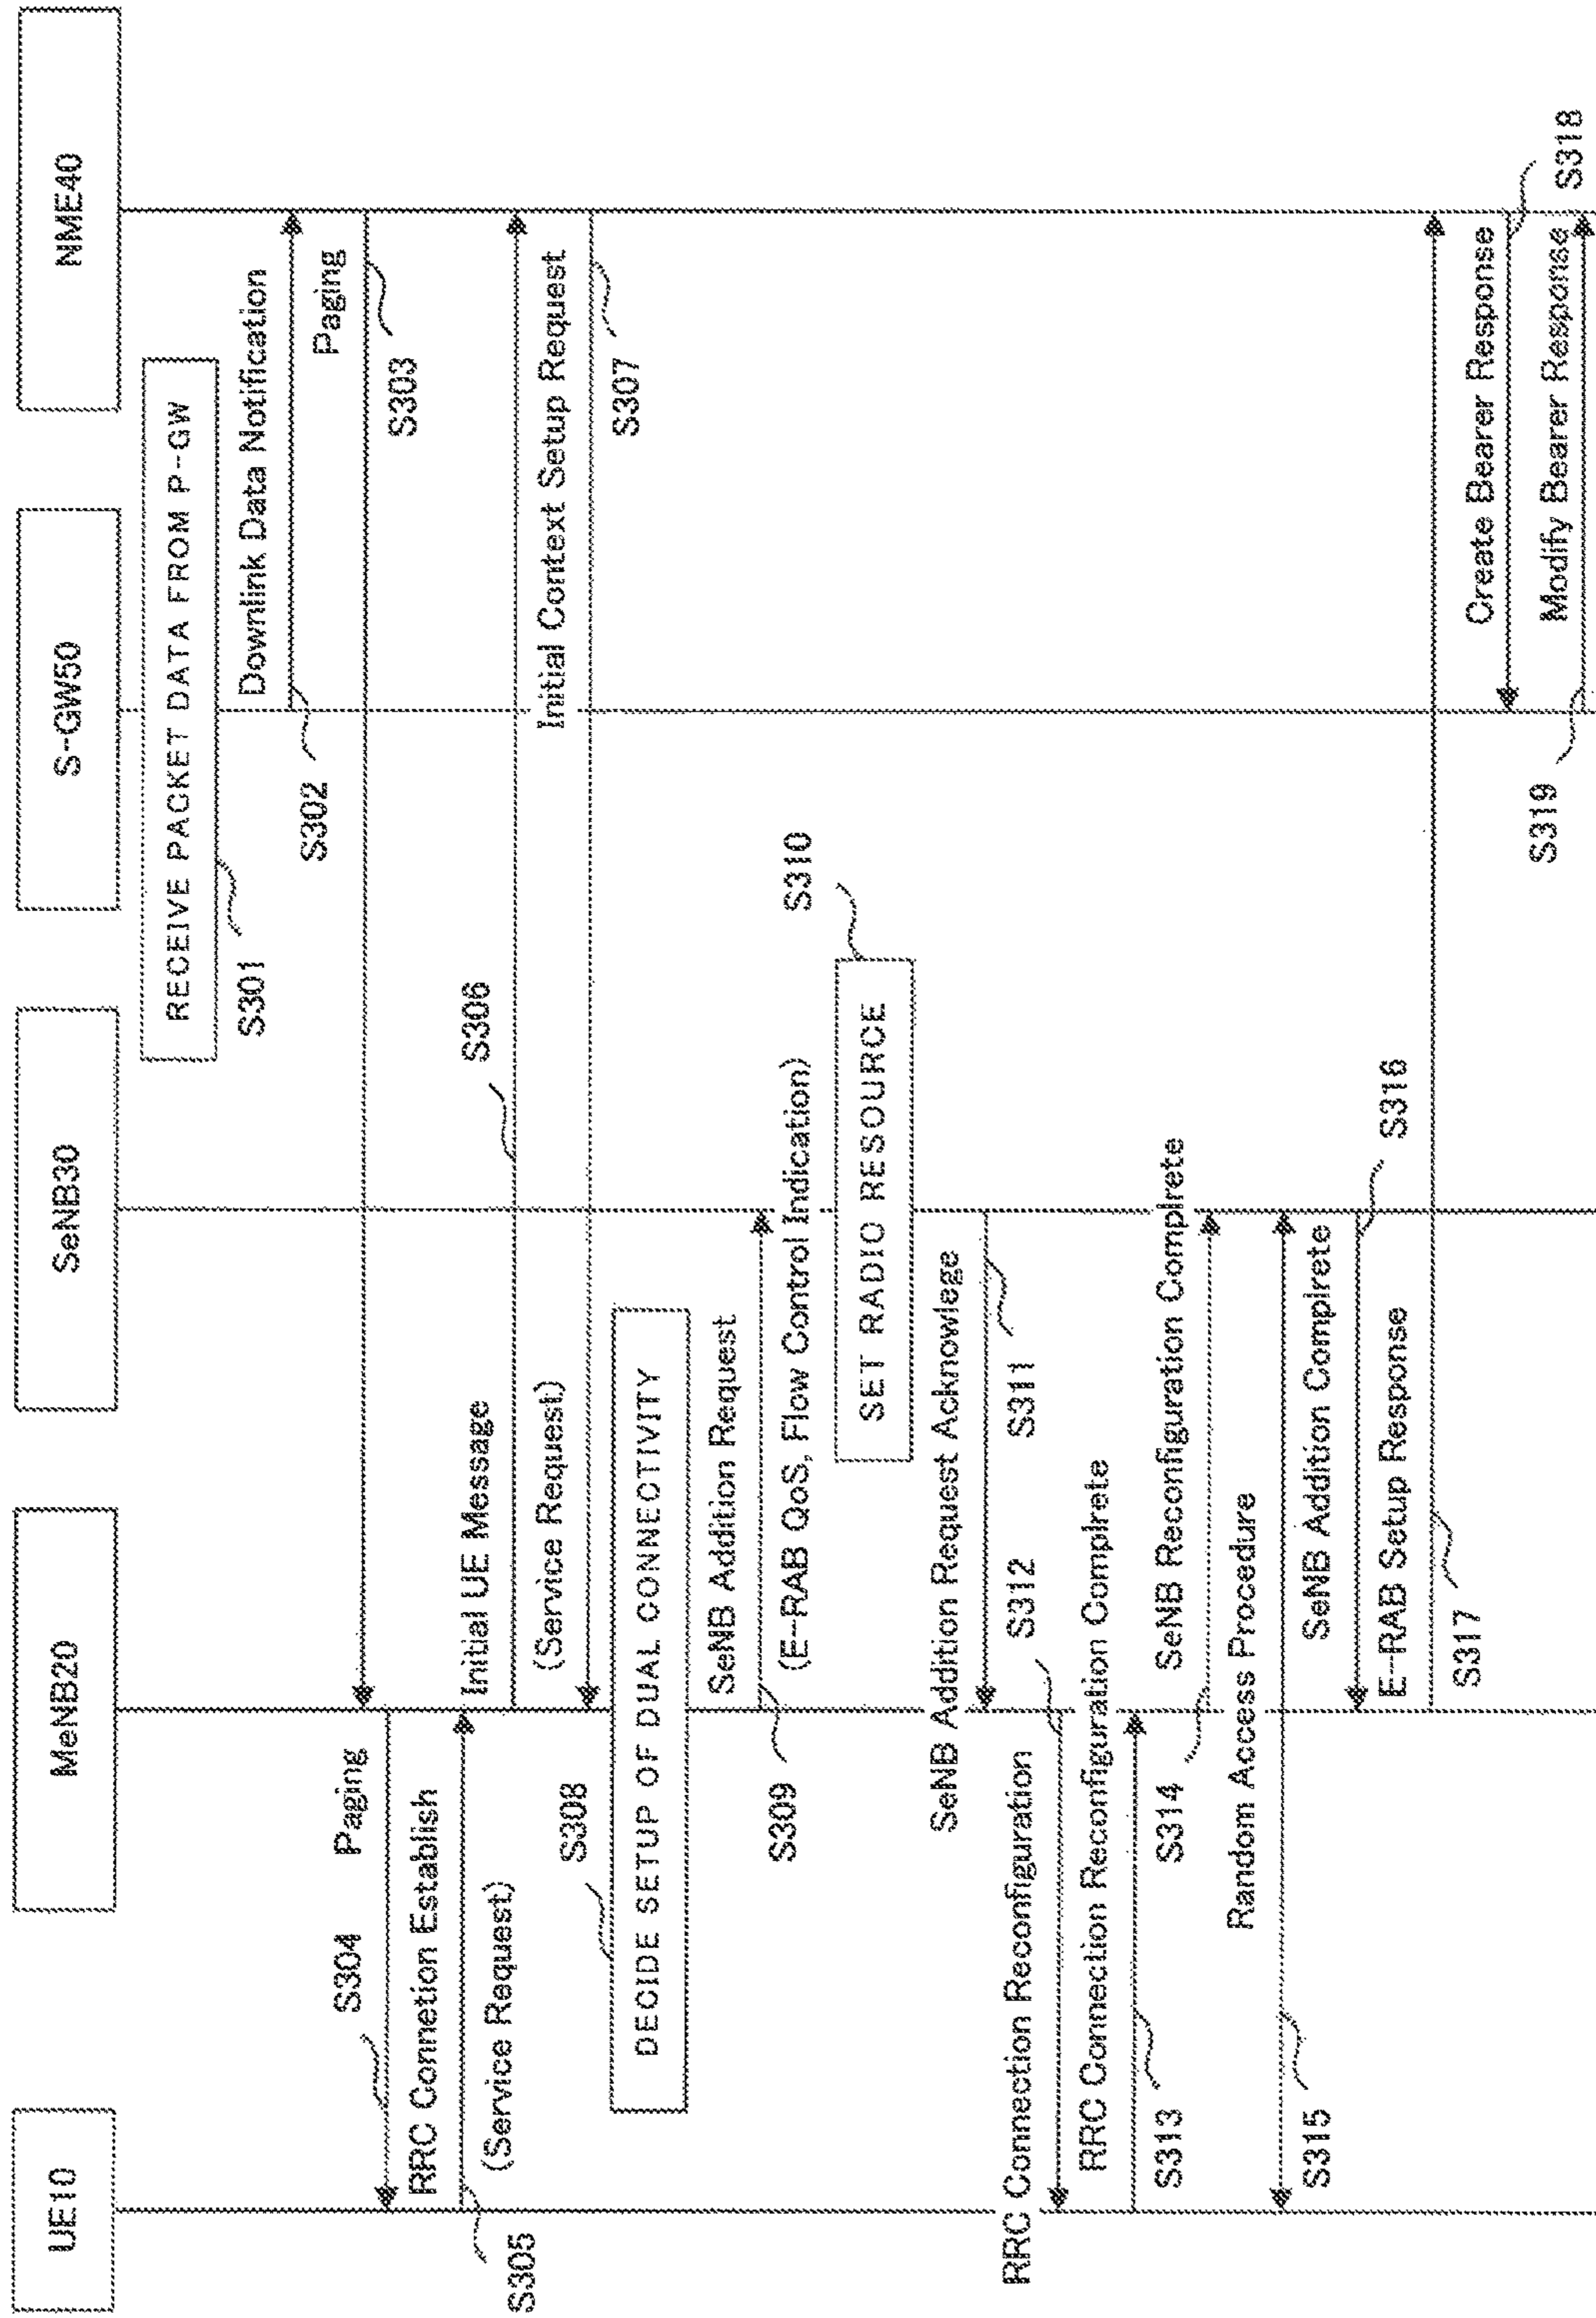 UE10
MeNB20
SeNB30
S-GW50
NME40
RECEIVE PACKET DATA FROM P-GW
S301
Downlink Data Notification
S302
Paging
S303
Paging
S304
RRC Connetion Establish
(Service Request)
S305
Initial UE Message
(Service Request)
S306
Initial Context Setup Request
S307
DECIDE SETUP OF DUAL CONNECTIVITY
S308
SeNB Addition Request
(E-RAB QoS, Flow Control Indication)
S309
SET RADIO RESOURCE
S310
SeNB Addition Request Acknowlege
S311
RRC Connection Reconfiguration
S312
RRC Connection Reconfiguration Complrete
S313
SeNB Reconfiguration Complrete
S314
Random Access Procedure
S315
SeNB Addition Complrete
S316
E-RAB Setup Response
S317
Create Bearer Response
S318
Modify Bearer Response
S319